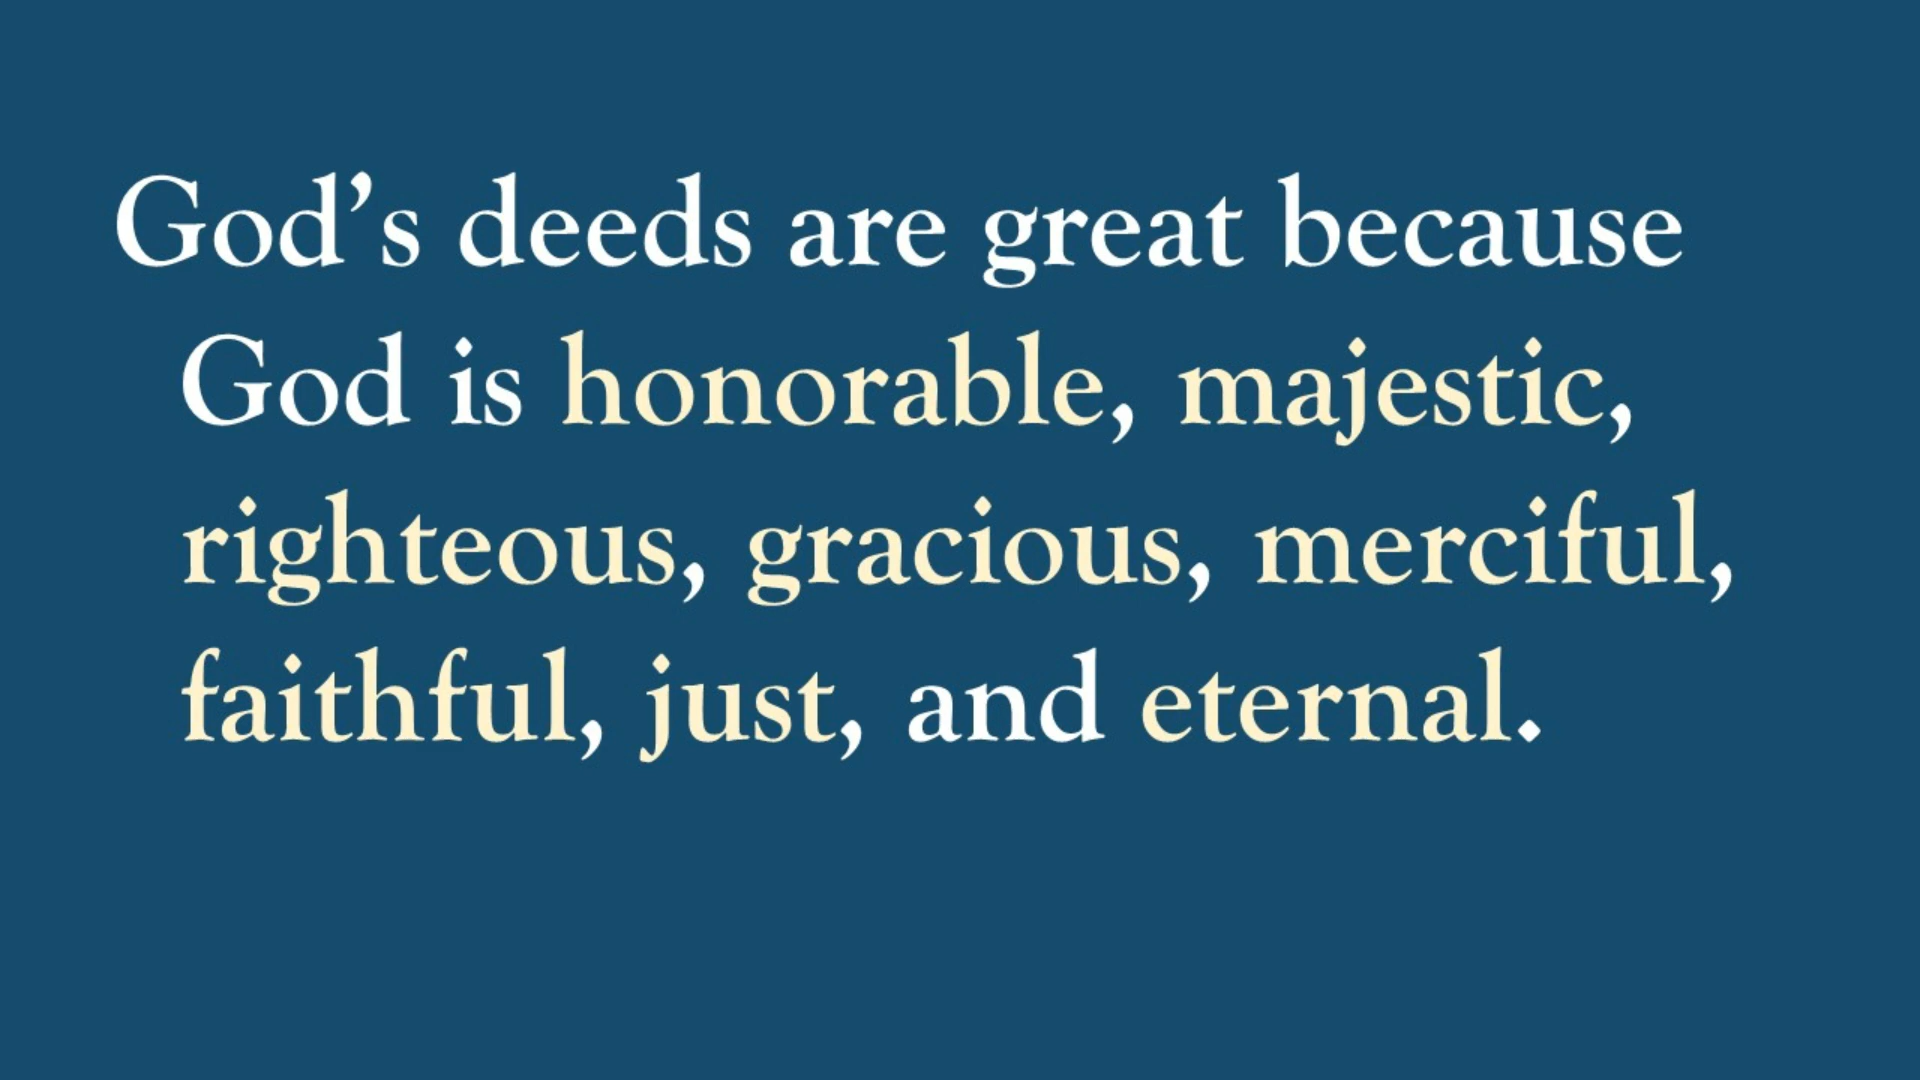 God’s deeds are great because
God is honorable, majestic,
righteous, gracious, merciful,
faithful, just, and eternal.